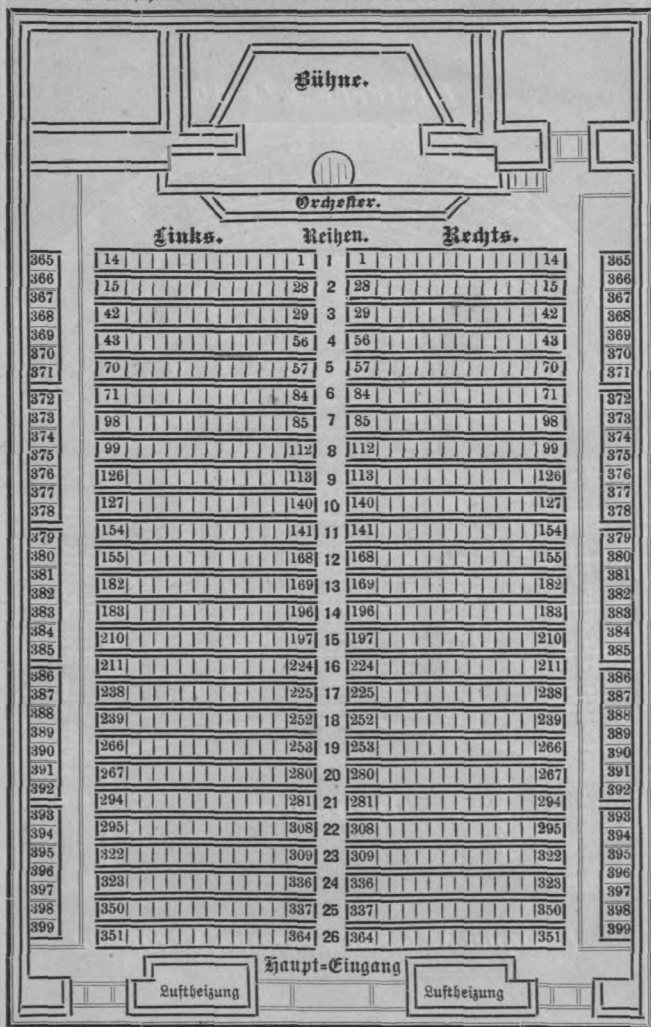 Bühne.
Orchester.
Links. Reihen. Rechts.
365 14 1 1 1 14 365
366 15 28 2 28 15 366
367 42 29 3 29 42 367
368 43 56 4 56 43 368
369 70 57 5 57 70 369
370 71 84 6 84 71 370
371 98 85 7 85 98 371
372 99 112 8 112 99 372
373 126 113 9 113 126 373
374 127 140 10 140 127 374
375 154 141 11 141 154 375
376 155 168 12 168 155 376
377 182 169 13 169 182 377
378 183 196 14 196 183 378
379 210 197 15 197 210 379
380 211 224 16 224 211 380
381 238 225 17 225 238 381
382 239 252 18 252 239 382
383 266 253 19 253 266 383
384 267 280 20 280 267 384
385 294 281 21 281 294 385
386 295 308 22 308 295 386
387 322 309 23 309 322 387
388 323 336 24 336 323 388
389 350 337 25 337 350 389
390 351 364 26 364 351 390
391 391
392 392
393 393
394 394
395 395
396 396
397 397
398 398
399 399
Haupt=Eingang
Luftheizung Luftheizung